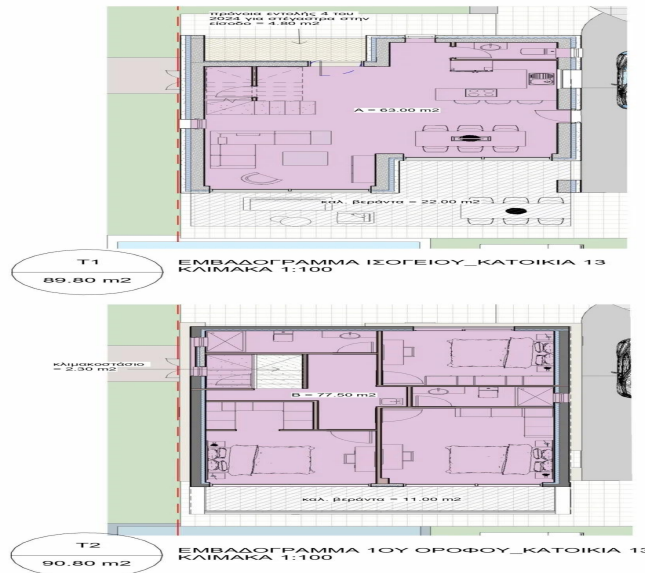 πρόνοια εντολής 4 του
2024 για στέγαστρα στην
είσοδο = 4.80 m2
A = 63.00 m2
καλ. βεράντα = 22.00 m2
T1
89.80 m2
ΕΜΒΑΔΟΓΡΑΜΜΑ ΙΣΟΓΕΙΟΥ_ΚΑΤΟΙΚΙΑ 13
ΚΛΙΜΑΚΑ 1:100
κλιμακοστάσιο
= 2.30 m2
B = 77.50 m2
καλ. βεράντα = 11.00 m2
T2
90.80 m2
ΕΜΒΑΔΟΓΡΑΜΜΑ 1ΟΥ ΟΡΟΦΟΥ_ΚΑΤΟΙΚΙΑ 13
ΚΛΙΜΑΚΑ 1:100